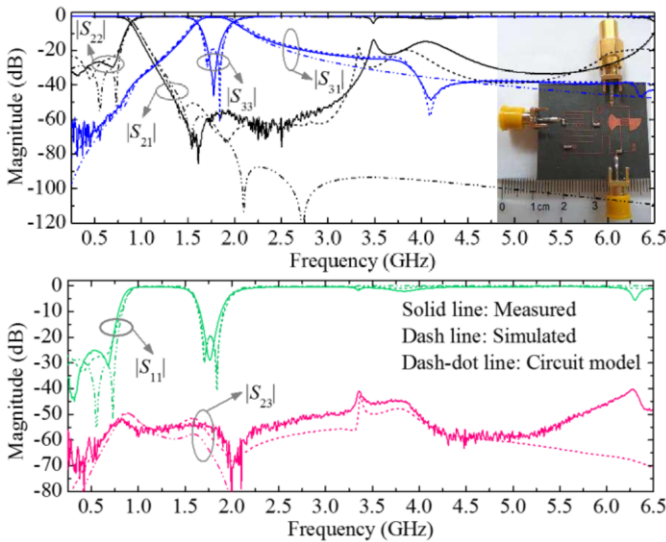 0
-20
-40
-60
-80
-100
-120
Magnitude (dB)
|S22|
|S21|
|S33|
|S31|
0 1cm 2 3
0.5 1.0 1.5 2.0 2.5 3.0 3.5 4.0 4.5 5.0 5.5 6.0 6.5
Frequency (GHz)
0
-10
-20
-30
-40
-50
-60
-70
-80
Magnitude (dB)
|S11|
|S23|
Solid line: Measured
Dash line: Simulated
Dash-dot line: Circuit model
0.5 1.0 1.5 2.0 2.5 3.0 3.5 4.0 4.5 5.0 5.5 6.0 6.5
Frequency (GHz)